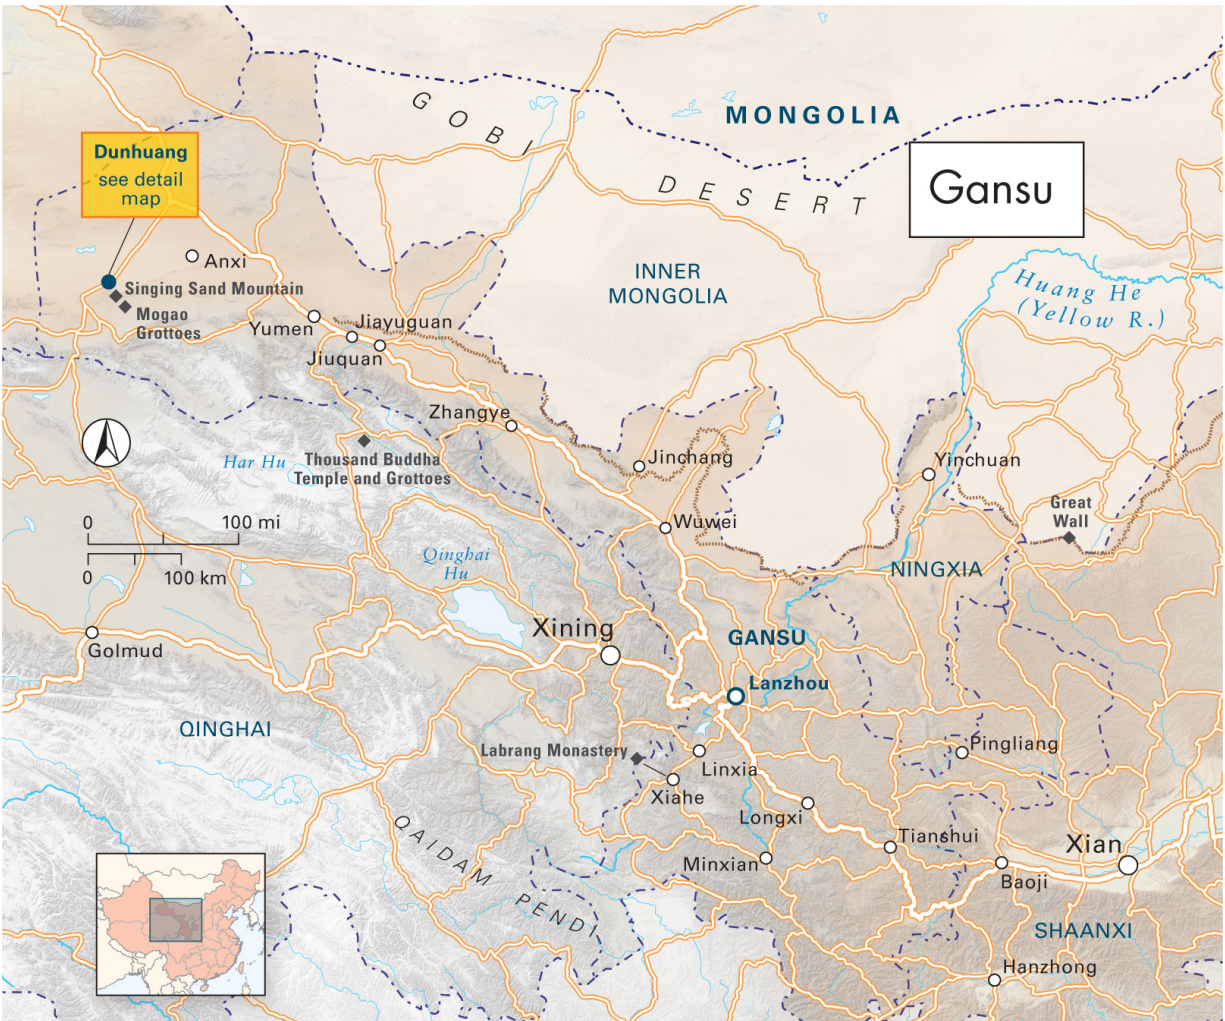 GOBI
MONGOLIA
Dunhuang
see detail
map
DESERT
Gansu
Anxi
INNER
MONGOLIA
Huang He
(Yellow R.)
Singing Sand Mountain
Mogao
Grottoes
Yumen
Jiayuguan
Jiuquan
Zhangye
Har Hu
Thousand Buddha
Temple and Grottoes
Jinchang
Yinchuan
Great
Wall
0
100 mi
0
100 km
Wuwei
Qinghai
Hu
NINGXIA
Xining
GANSU
Golmud
Lanzhou
QINGHAI
Labrang Monastery
Linxia
Pingliang
Xiahe
Longxi
QAIDAM PENDI
Tianshui
Xian
Minxian
Baoji
SHAANXI
Hanzhong